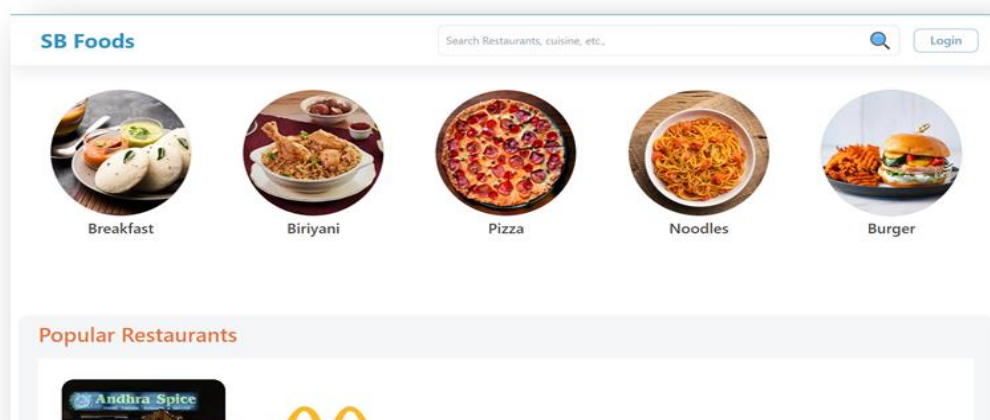 SB Foods
Search Restaurants, cuisine, etc.,
Login
Breakfast
Biriyani
Pizza
Noodles
Burger
Popular Restaurants
Andhra Spice